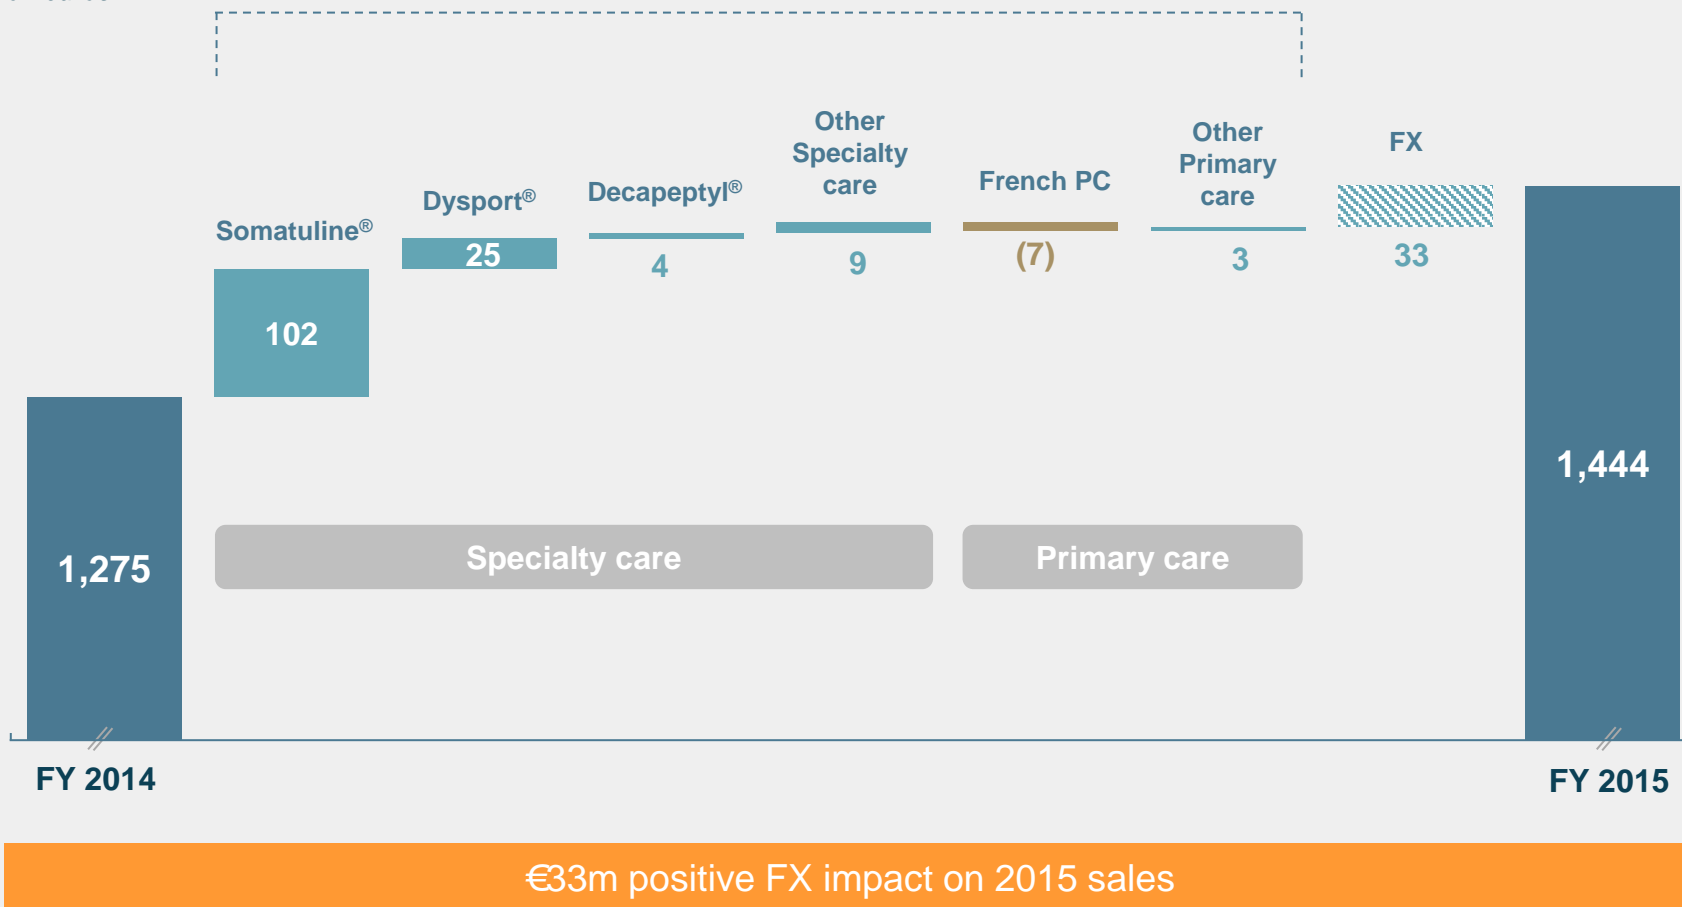 Other
Specialty
care
Other
Primary
care
FX
French PC
Decapeptyl®
Dysport®
Somatuline®
25
4
9
(7)
3
33
102
1,444
1,275
Specialty care
Primary care
FY 2014
FY 2015
€33m positive FX impact on 2015 sales